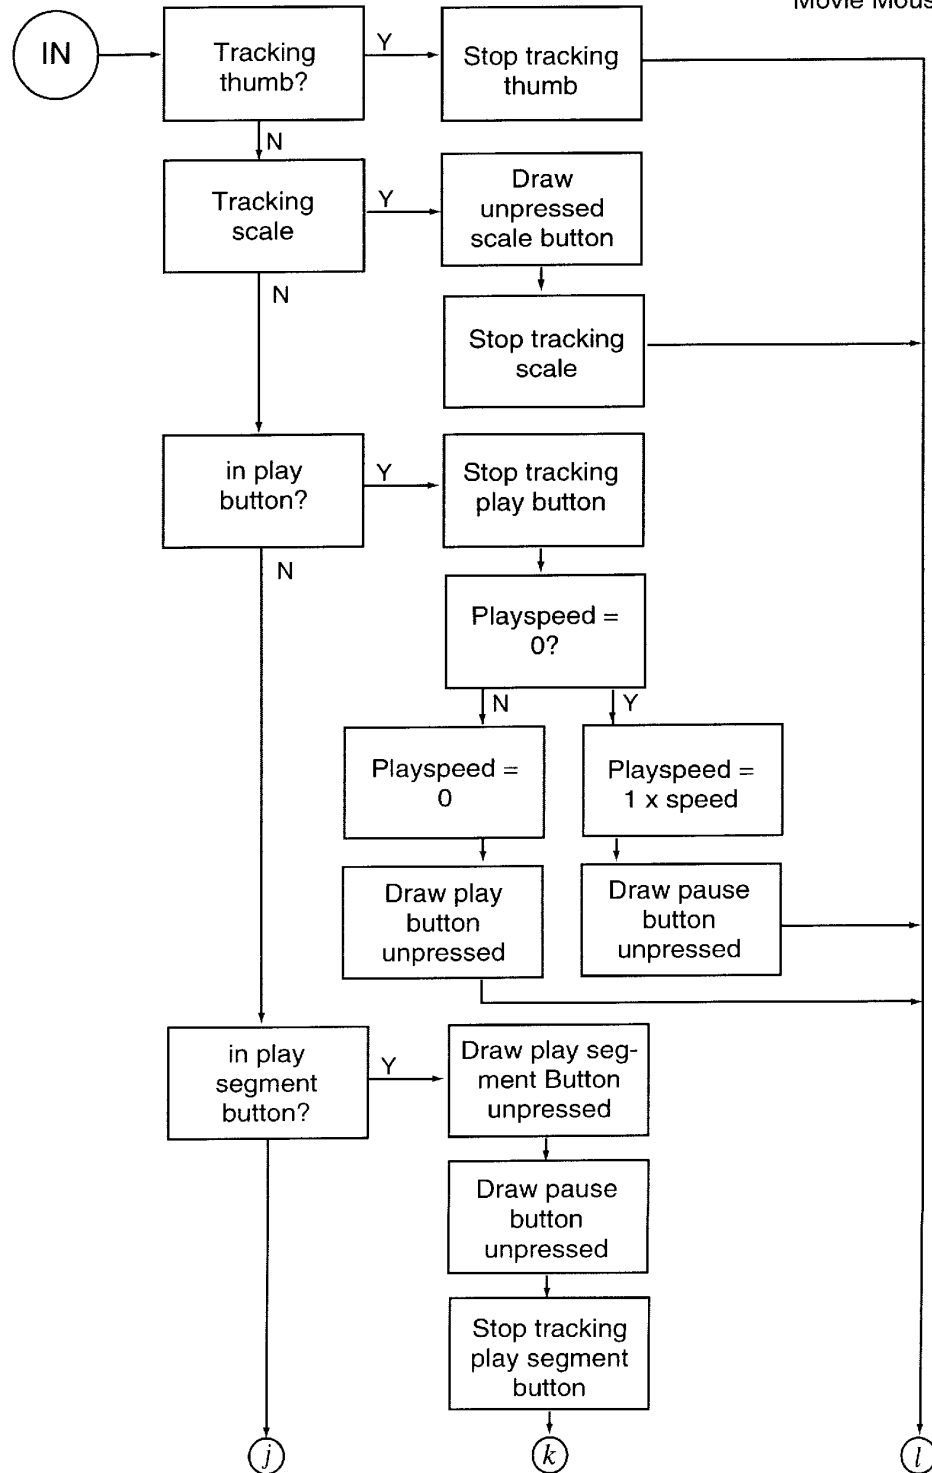 Movie Mous
IN
Tracking
thumb?
Y
Stop tracking
thumb
N
Tracking
scale
Y
Draw
unpressed
scale button
N
Stop tracking
scale
in play
button?
Y
Stop tracking
play button
N
Playspeed =
0?
N
Y
Playspeed =
0
Playspeed =
1 x speed
Draw play
button
unpressed
Draw pause
button
unpressed
in play
segment
button?
Y
Draw play seg-
ment Button
unpressed
Draw pause
button
unpressed
Stop tracking
play segment
button
j
k
l